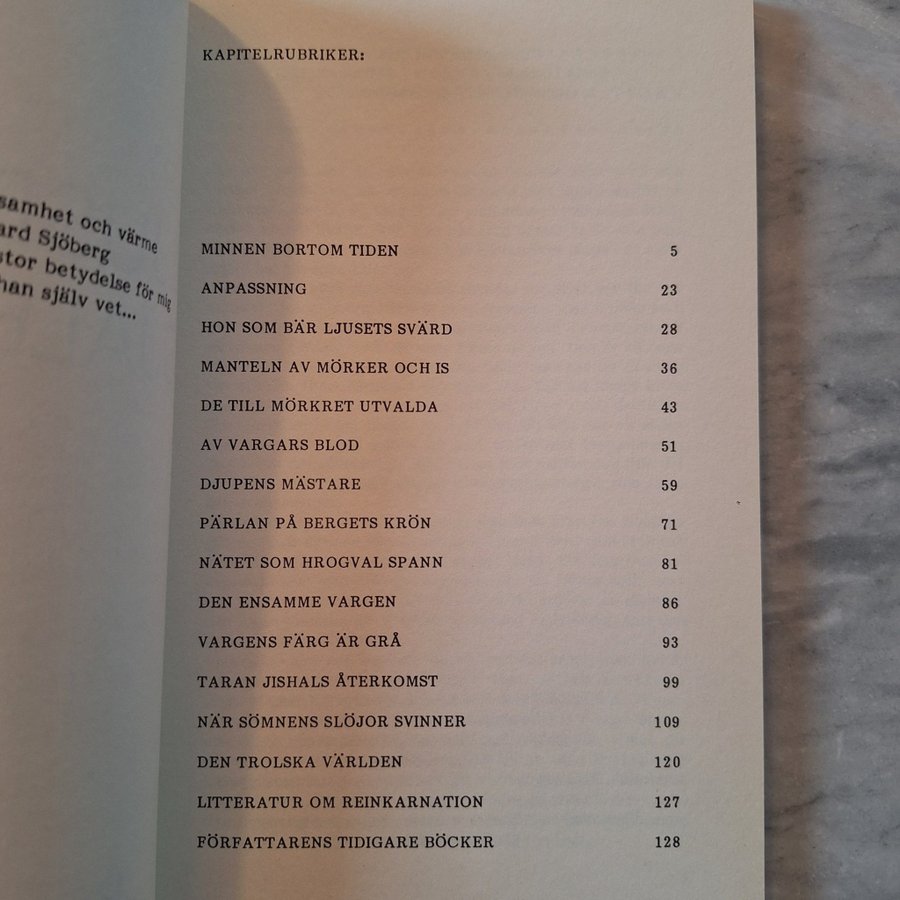 samhet och värme
ard Sjöberg
stor betydelse för mig
han själv vet...
KAPITELRUBRIKER:
MINNEN BORTOM TIDEN 5
ANPASSNING 23
HON SOM BÄR LJUSETS SVÄRD 28
MANTELN AV MÖRKER OCH IS 36
DE TILL MÖRKRET UTVALDA 43
AV VARGARS BLOD 51
DJUPENS MÄSTARE 59
PÄRLAN PÅ BERGETS KRÖN 71
NÄTET SOM HROGVAL SPANN 81
DEN ENSAMME VARGEN 86
VARGENS FÄRG ÄR GRÅ 93
TARAN JISHALS ÅTERKOMST 99
NÄR SÖMNENS SLÖJOR SVINNER 109
DEN TROLSKA VÄRLDEN 120
LITTERATUR OM REINKARNATION 127
FÖRFATTARENS TIDIGARE BÖCKER 128